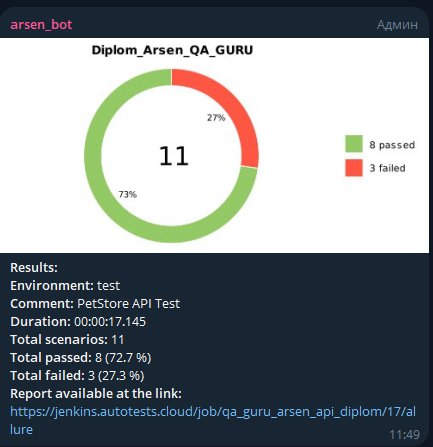 arsen_bot Админ
Diplom_Arsen_QA_GURU
27%
11
8 passed
3 failed
73%
Results:
Environment: test
Comment: PetStore API Test
Duration: 00:00:17.145
Total scenarios: 11
Total passed: 8 (72.7 %)
Total failed: 3 (27.3 %)
Report available at the link:
https://jenkins.autotests.cloud/job/qa_guru_arsen_api_diplom/17/al
lure
11:49